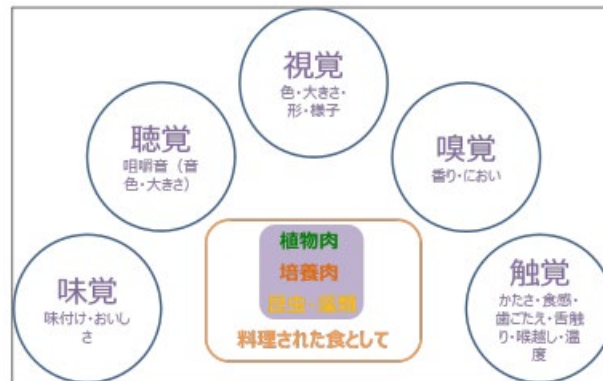 視覚
色・大きさ・
形・様子
聴覚
咀嚼音（音
色・大きさ）
嗅覚
香り・におい
味覚
味付け・おいし
さ
植物肉
培養肉
昆虫・藻類
料理された食として
触覚
かたさ・食感・
歯ごたえ・舌触
り・喉越し・温
度